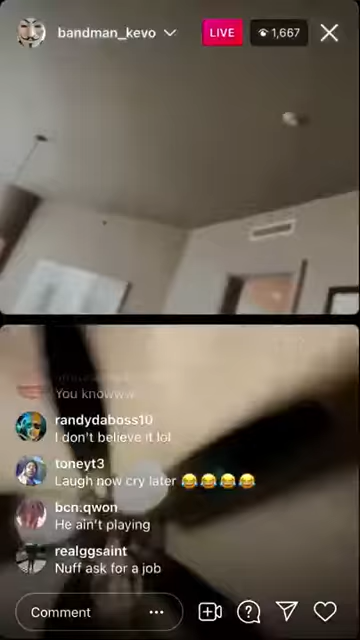 bandman_kevo
LIVE
1,667
You knowww
randydaboss10
I don't believe it lol
toneyt3
Laugh now cry later 😂😂😂😂
bcn.qwon
He ain't playing
realggsaint
Nuff ask for a job
Comment